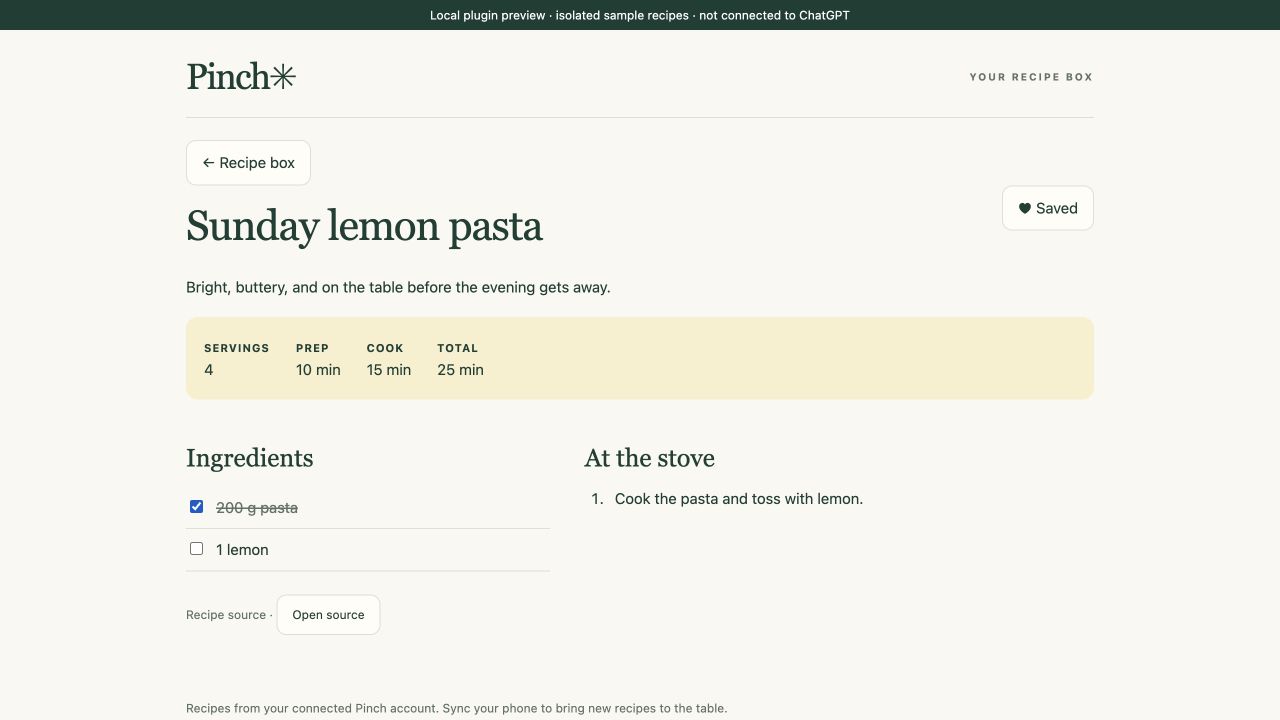 Local plugin preview · isolated sample recipes · not connected to ChatGPT
Pinch✳
YOUR RECIPE BOX
← Recipe box
Sunday lemon pasta
♥ Saved
Bright, buttery, and on the table before the evening gets away.
SERVINGS PREP COOK TOTAL
4 10 min 15 min 25 min
Ingredients
200 g pasta
1 lemon
Recipe source · Open source
At the stove
1. Cook the pasta and toss with lemon.
Recipes from your connected Pinch account. Sync your phone to bring new recipes to the table.